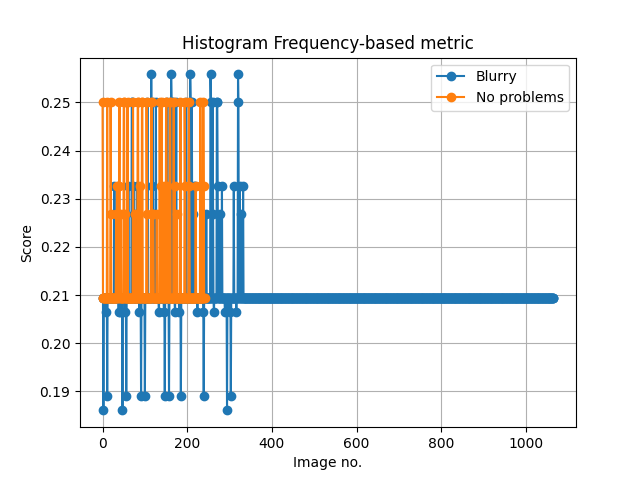 Histogram Frequency-based metric
Blurry
No problems
0.25
0.24
0.23
0.22
0.21
0.20
0.19
Score
0
200
400
600
800
1000
Image no.